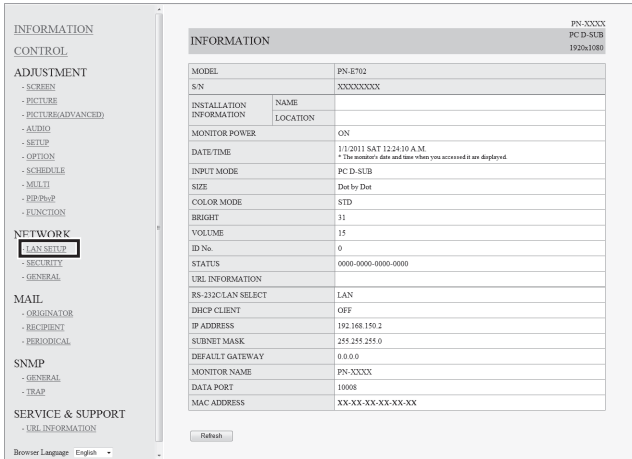 INFORMATION
CONTROL
ADJUSTMENT
- SCREEN
- PICTURE
- PICTURE(ADVANCED)
- AUDIO
- SETUP
- OPTION
- SCHEDULE
- MULTI
- PIP/PbyP
- FUNCTION
NETWORK
- LAN SETUP
- SECURITY
- GENERAL
MAIL
- ORIGINATOR
- RECIPIENT
- PERIODICAL
SNMP
- GENERAL
- TRAP
SERVICE & SUPPORT
- URL INFORMATION
Browser Language English
PN-XXXX
INFORMATION
PC D-SUB
1920x1080
MODEL PN-E702
S/N XXXXXXXX
INSTALLATION INFORMATION
NAME
LOCATION
MONITOR POWER ON
DATE/TIME 1/1/2011 SAT 12:24:10 A.M.
* The monitor's date and time when you accessed it are displayed.
INPUT MODE PC D-SUB
SIZE Dot by Dot
COLOR MODE STD
BRIGHT 31
VOLUME 15
ID No. 0
STATUS 0000-0000-0000-0000
URL INFORMATION
RS-232C/LAN SELECT LAN
DHCP CLIENT OFF
IP ADDRESS 192.168.150.2
SUBNET MASK 255.255.255.0
DEFAULT GATEWAY 0.0.0.0
MONITOR NAME PN-XXXX
DATA PORT 10008
MAC ADDRESS XX-XX-XX-XX-XX-XX
Refresh